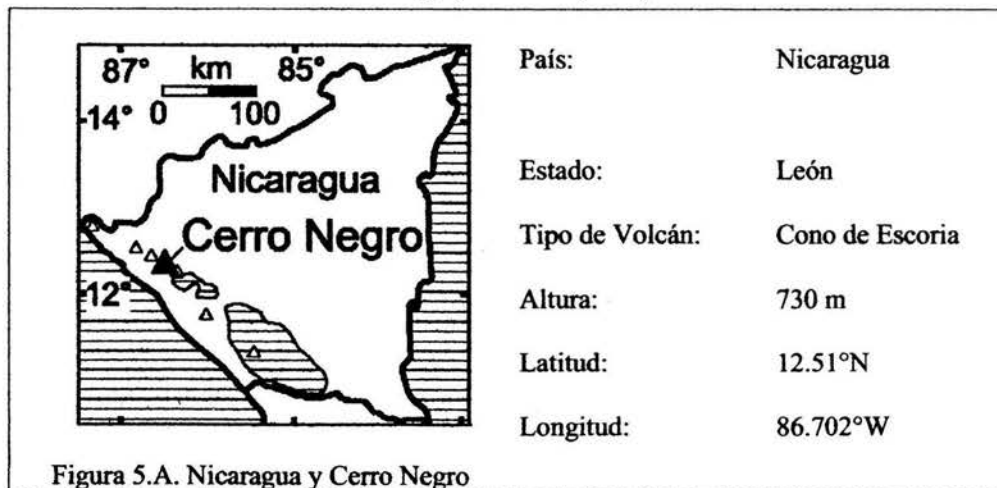 87°
85°
km
0
100
14°
Nicaragua
Cerro Negro
12°
País: Nicaragua
Estado: León
Tipo de Volcán: Cono de Escoria
Altura: 730 m
Latitud: 12.51°N
Longitud: 86.702°W
Figura 5.A. Nicaragua y Cerro Negro